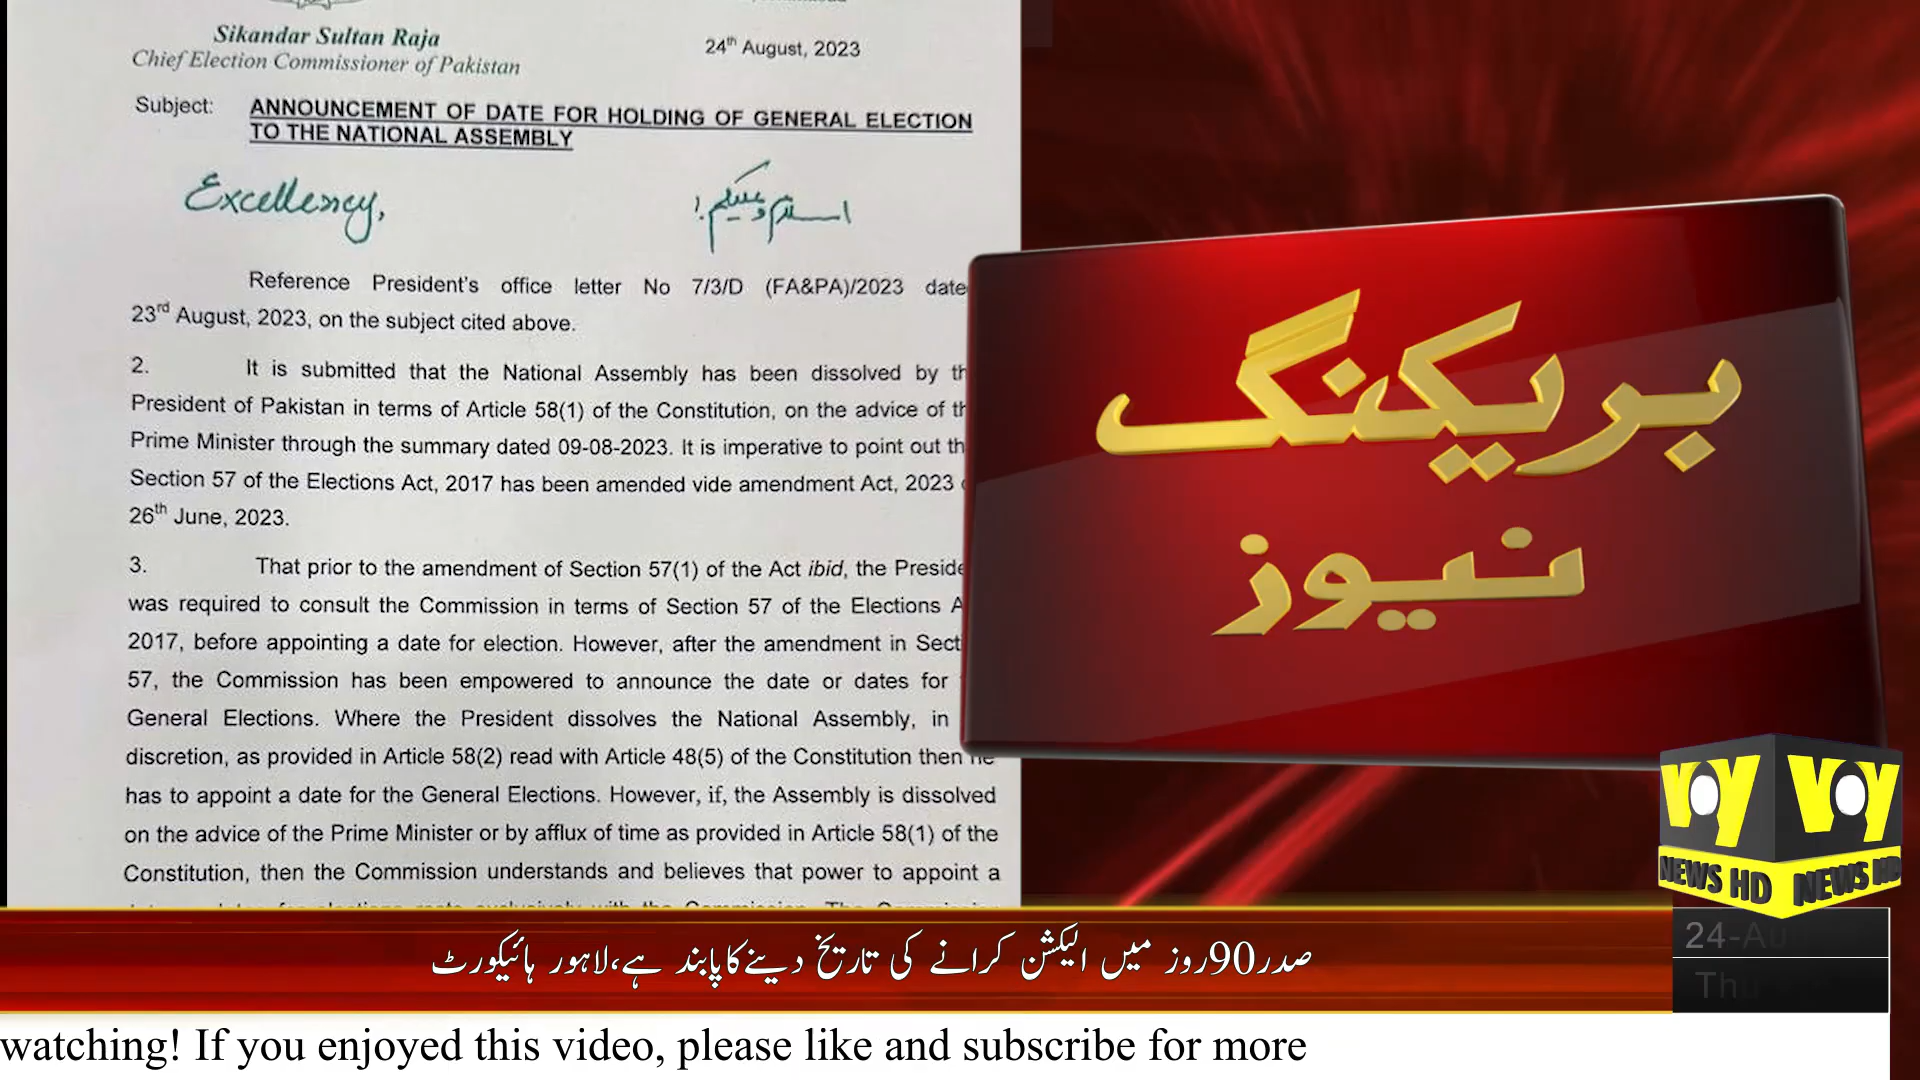 Sikandar Sultan Raja
Chief Election Commissioner of Pakistan
24th August, 2023
Subject: ANNOUNCEMENT OF DATE FOR HOLDING OF GENERAL ELECTION
TO THE NATIONAL ASSEMBLY
Excellency,
Reference President's office letter No 7/3/D (FA&PA)/2023 date
23rd August, 2023, on the subject cited above.
2. It is submitted that the National Assembly has been dissolved by th
President of Pakistan in terms of Article 58(1) of the Constitution, on the advice of th
Prime Minister through the summary dated 09-08-2023. It is imperative to point out th
Section 57 of the Elections Act, 2017 has been amended vide amendment Act, 2023
26th June, 2023.
3. That prior to the amendment of Section 57(1) of the Act ibid, the Preside
was required to consult the Commission in terms of Section 57 of the Elections A
2017, before appointing a date for election. However, after the amendment in Sect
57, the Commission has been empowered to announce the date or dates for
General Elections. Where the President dissolves the National Assembly, in
discretion, as provided in Article 58(2) read with Article 48(5) of the Constitution then he
has to appoint a date for the General Elections. However, if, the Assembly is dissolved
on the advice of the Prime Minister or by afflux of time as provided in Article 58(1) of the
Constitution, then the Commission understands and believes that power to appoint a
بریکنگ
نیوز
VOY VOY
NEWS HD NEWS HD
صدر90روز میں الیکشن کرانے کی تاریخ دینےکاپابند ہے،لاہور ہائیکورٹ
24-Au
Thu
watching! If you enjoyed this video, please like and subscribe for more